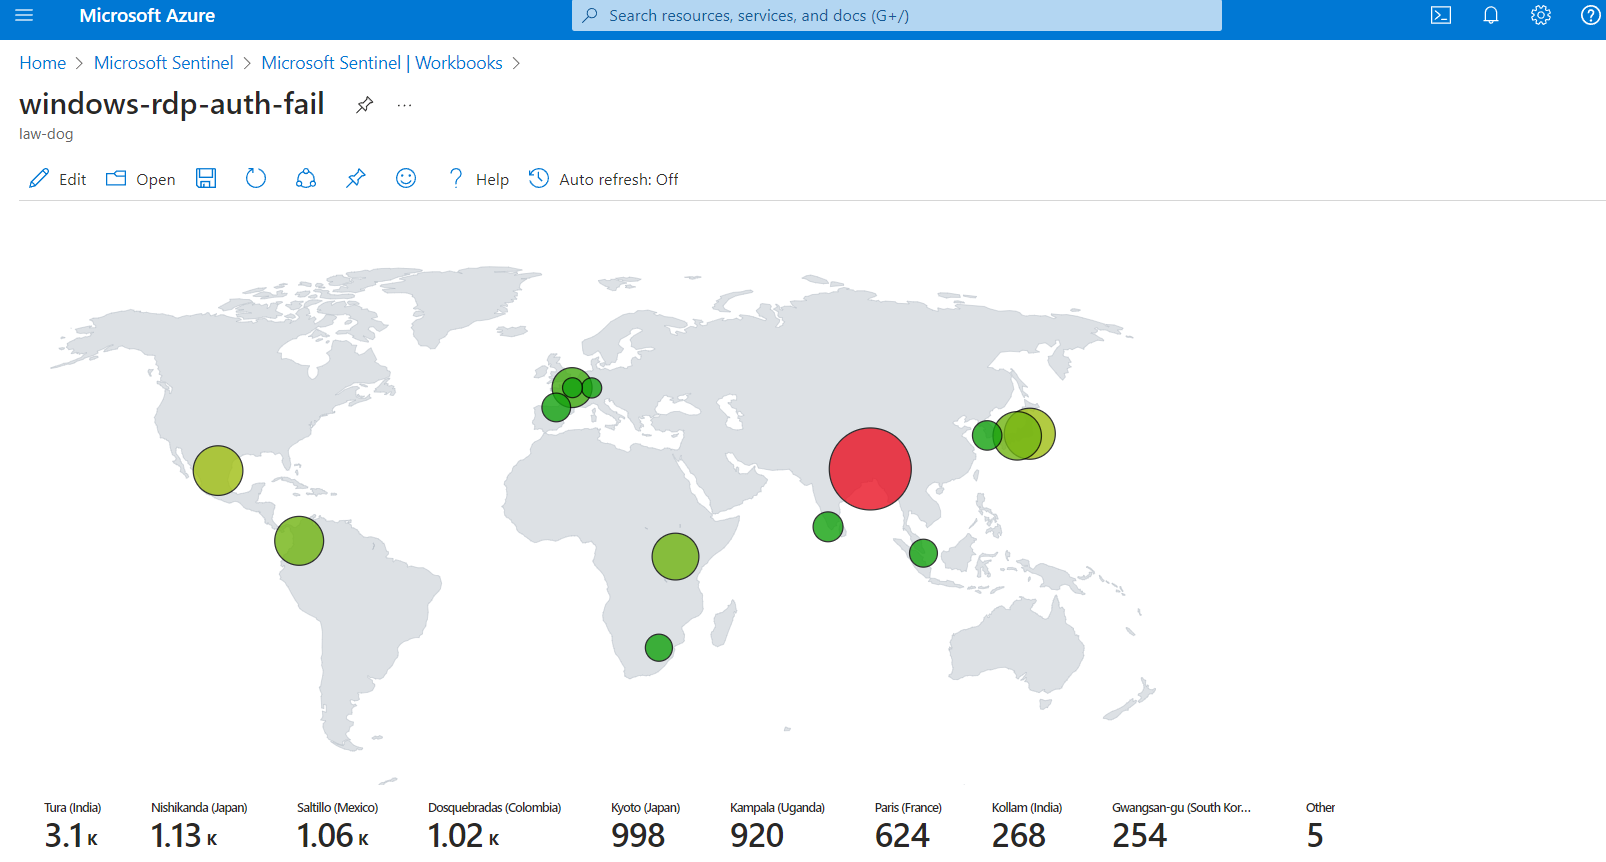 Microsoft Azure
Search resources, services, and docs (G+/)
Home > Microsoft Sentinel > Microsoft Sentinel | Workbooks >
windows-rdp-auth-fail
law-dog
Edit Open Help Auto refresh: Off
Tura (India) Nishikanda (Japan) Saltillo (Mexico) Dosquebradas (Colombia) Kyoto (Japan) Kampala (Uganda) Paris (France) Kollam (India) Gwangsan-gu (South Kor... Other
3.1 K 1.13 K 1.06 K 1.02 K 998 920 624 268 254 5